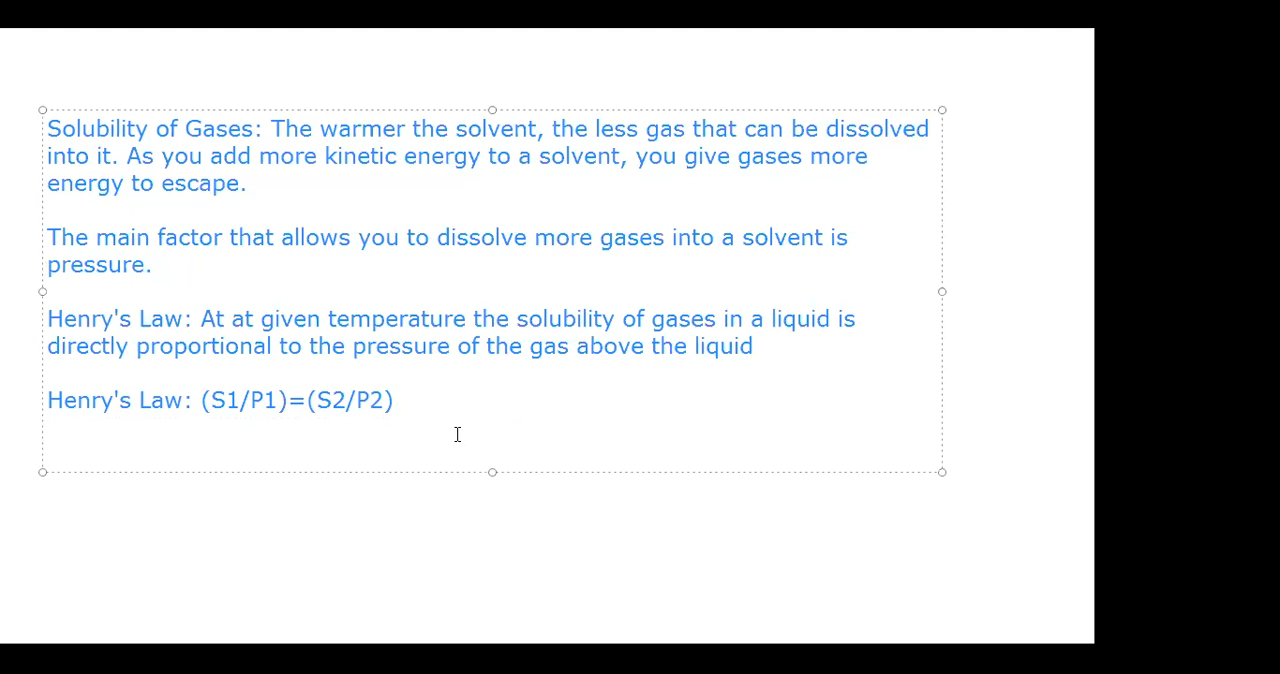 Solubility of Gases: The warmer the solvent, the less gas that can be dissolved
into it. As you add more kinetic energy to a solvent, you give gases more
energy to escape.
The main factor that allows you to dissolve more gases into a solvent is
pressure.
Henry's Law: At at given temperature the solubility of gases in a liquid is
directly proportional to the pressure of the gas above the liquid
Henry's Law: (S1/P1)=(S2/P2)